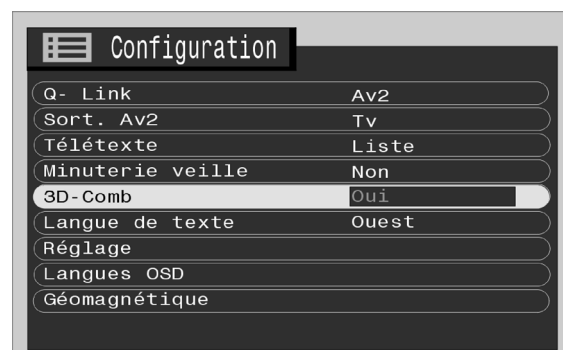 Configuration
Q- Link Av2
Sort. Av2 Tv
Télétexte Liste
Minuterie veille Non
3D-Comb Oui
Langue de texte Ouest
Réglage
Langues OSD
Géomagnétique